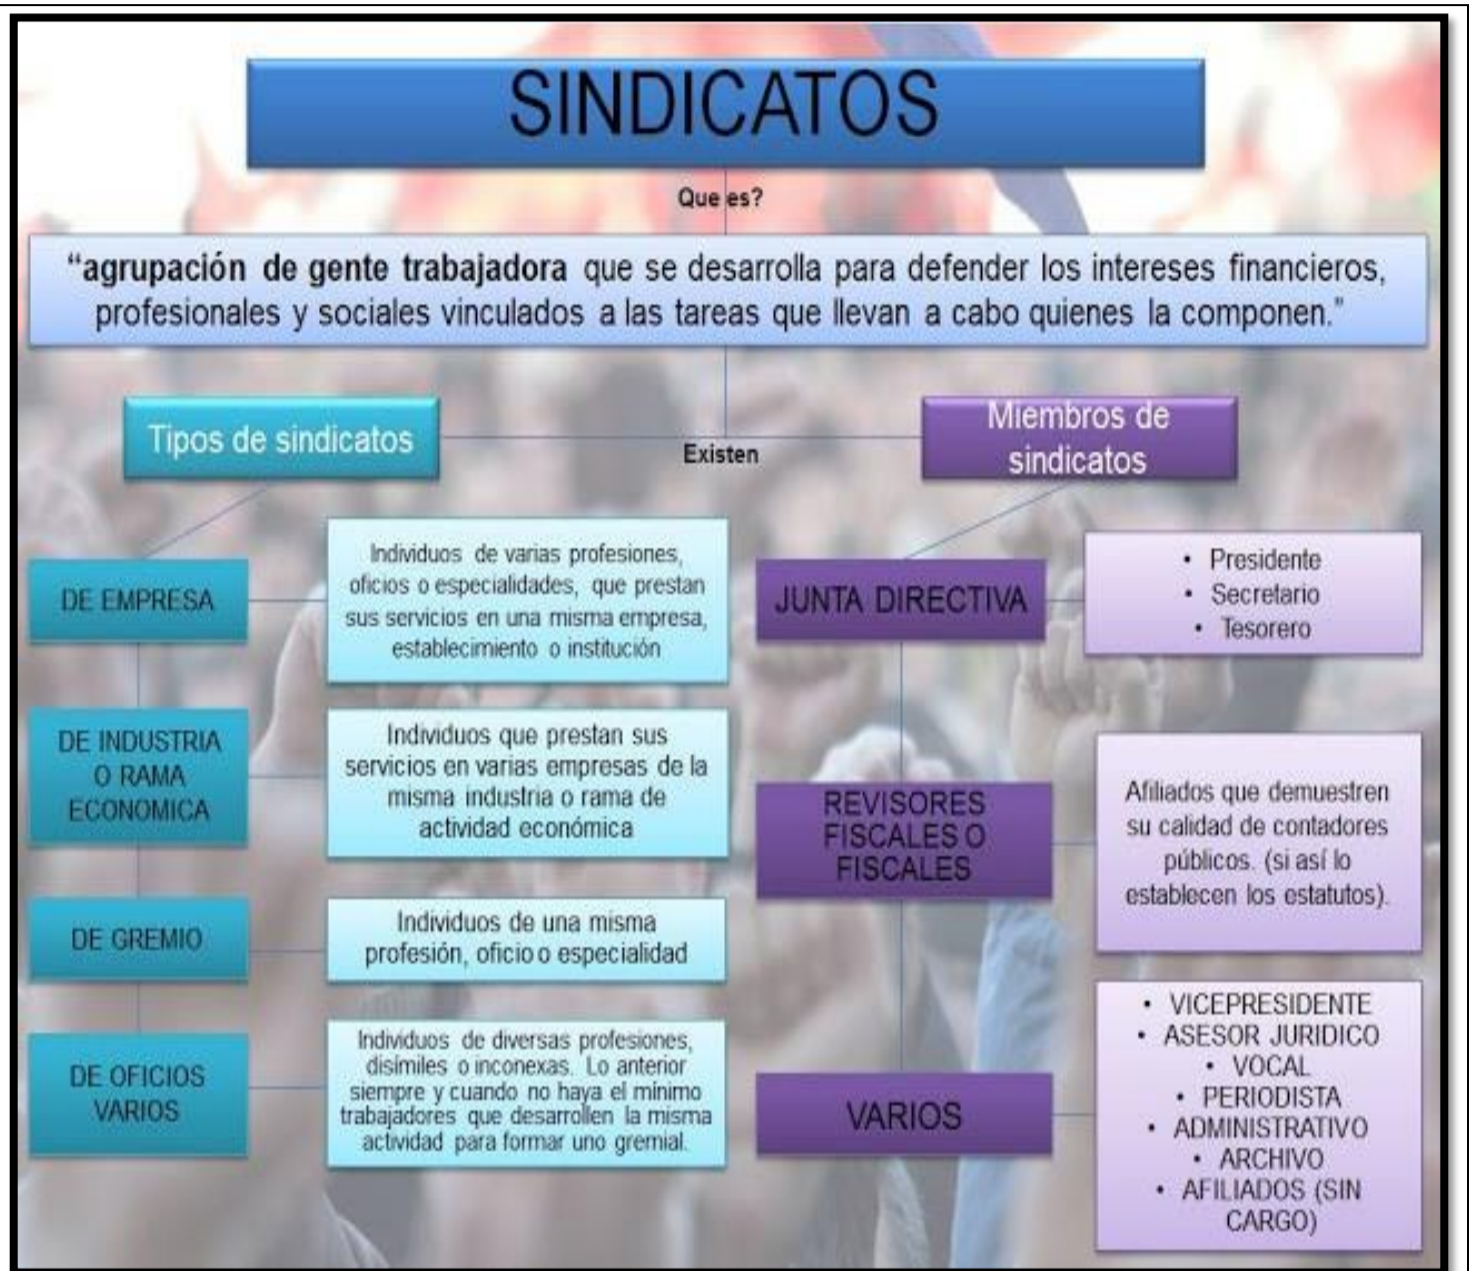 SINDICATOS
Que es?
“agrupación de gente trabajadora que se desarrolla para defender los intereses financieros,
profesionales y sociales vinculados a las tareas que llevan a cabo quienes la componen.”
Tipos de sindicatos
Existen
Miembros de
sindicatos
DE EMPRESA
Individuos de varias profesiones,
oficios o especialidades, que prestan
sus servicios en una misma empresa,
establecimiento o institución
DE INDUSTRIA
O RAMA
ECONOMICA
Individuos que prestan sus
servicios en varias empresas de la
misma industria o rama de
actividad económica
DE GREMIO
Individuos de una misma
profesión, oficio o especialidad
DE OFICIOS
VARIOS
Individuos de diversas profesiones,
disímiles o inconexas. Lo anterior
siempre y cuando no haya el mínimo
trabajadores que desarrollen la misma
actividad para formar uno gremial.
JUNTA DIRECTIVA
• Presidente
• Secretario
• Tesorero
REVISORES
FISCALES O
FISCALES
Afiliados que demuestren
su calidad de contadores
públicos. (si así lo
establecen los estatutos).
VARIOS
• VICEPRESIDENTE
• ASESOR JURIDICO
• VOCAL
• PERIODISTA
• ADMINISTRATIVO
• ARCHIVO
• AFILIADOS (SIN
CARGO)